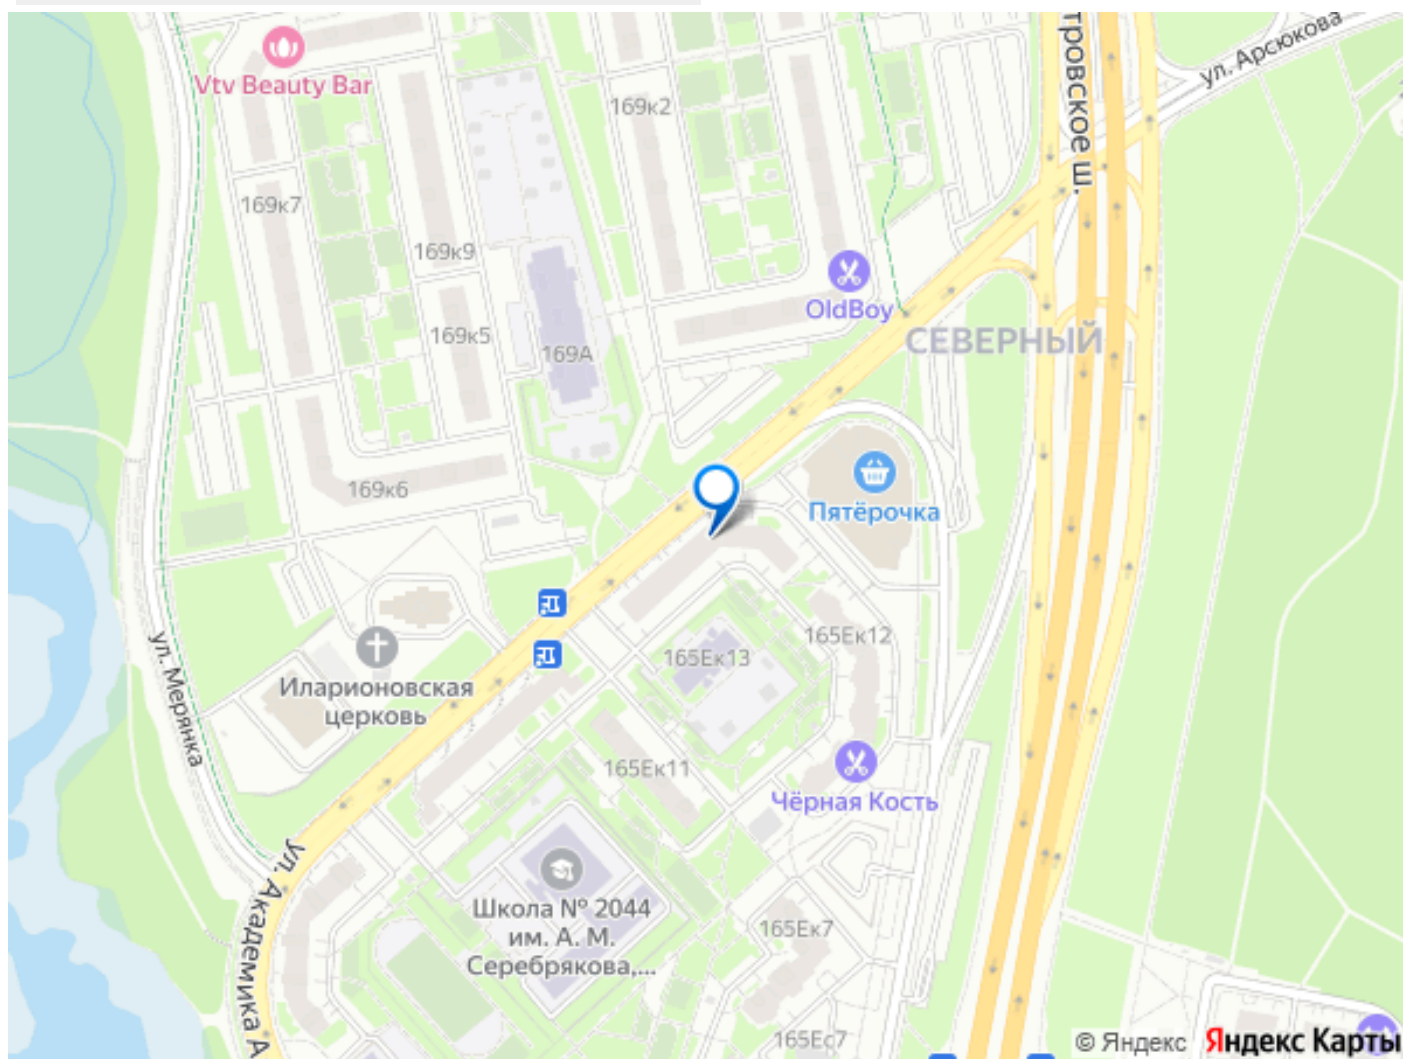 Vtv Beauty Bar
169к2
ул. Арсюкова
тровское ш.
169к7
169к9
OldBoy
169к5
СЕВЕРНЫЙ
169А
169к6
Пятёрочка
165Ек12
165Ек13
ул. Мерянка
Иларионовская
церковь
165Ек11
Чёрная Кость
ул. Академика А
Школа № 2044
им. А. М.
Серебрякова,...
165Ек7
165Ес7
© Яндекс Яндекс Карты